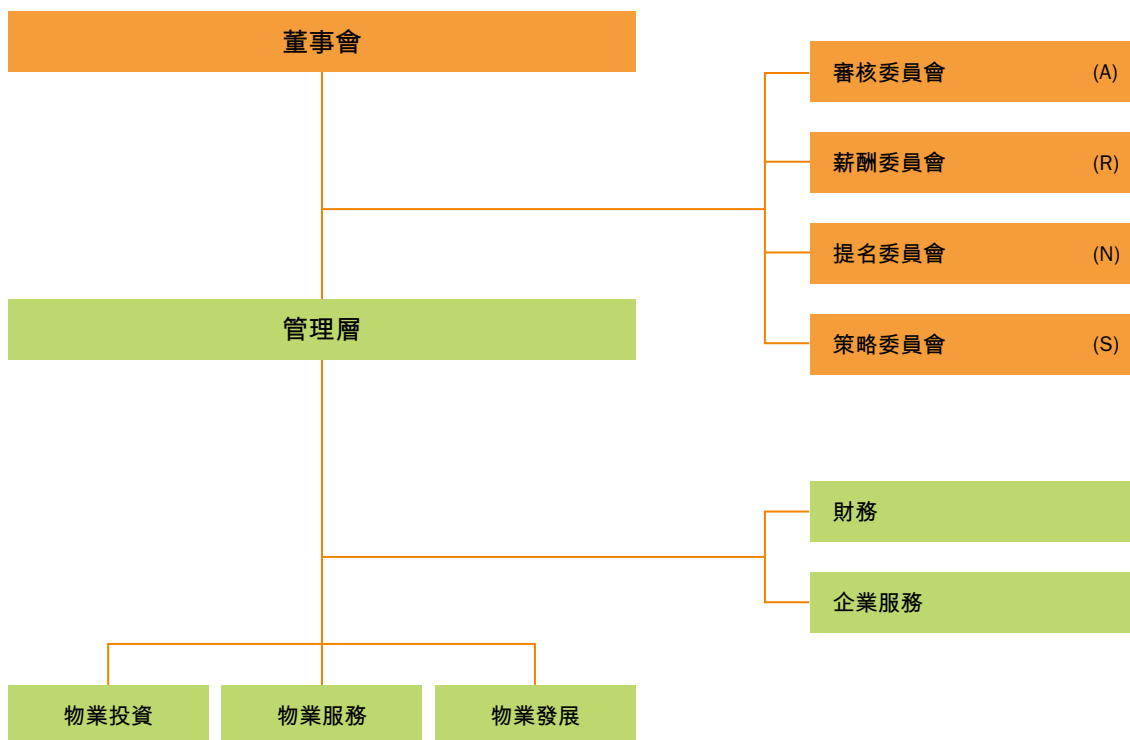 董事會
審核委員會 (A)
薪酬委員會 (R)
提名委員會 (N)
策略委員會 (S)
管理層
財務
企業服務
物業投資
物業服務
物業發展